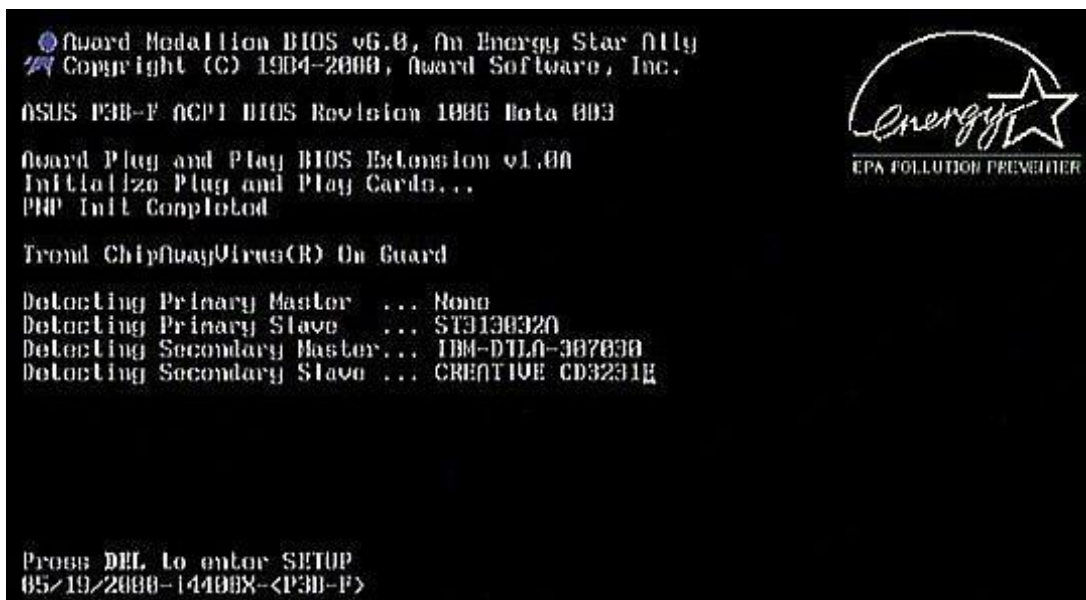 Award Medallion BIOS v6.0, An Energy Star Ally
Copyright (C) 1984-2000, Award Software, Inc.
ASUS P3B-F ACPI BIOS Revision 1006 Beta 003
Award Plug and Play BIOS Extension v1.0A
Initialize Plug and Play Cards...
PNP Init Completed
Trend ChipAwayVirus(R) On Guard
Detecting Primary Master ... None
Detecting Primary Slave ... ST313032A
Detecting Secondary Master... IBM-DTLA-307030
Detecting Secondary Slave ... CREATIVE CD3231E
Press DEL to enter SETUP
05/19/2000-i440BX-<P3B-F>
energy
EPA POLLUTION PREVENTER